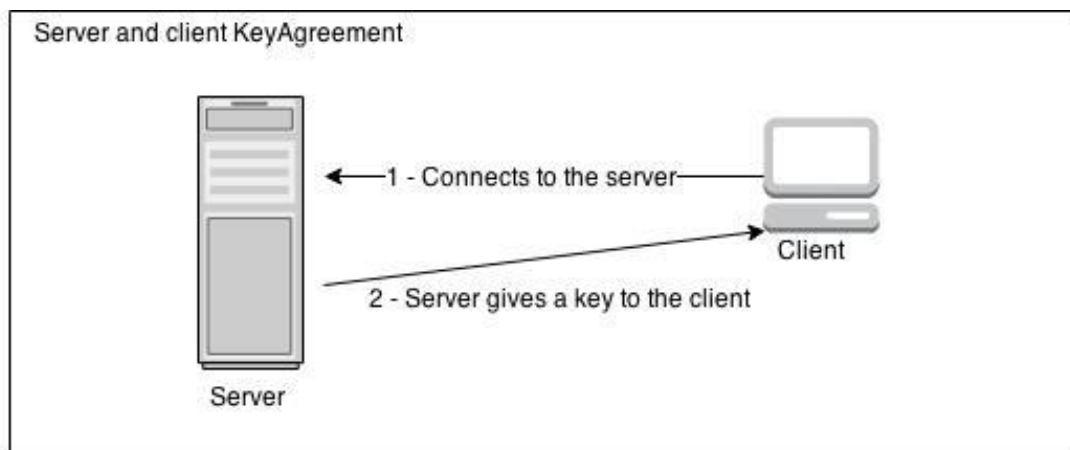 Server and client KeyAgreement
1 - Connects to the server
Client
2 - Server gives a key to the client
Server